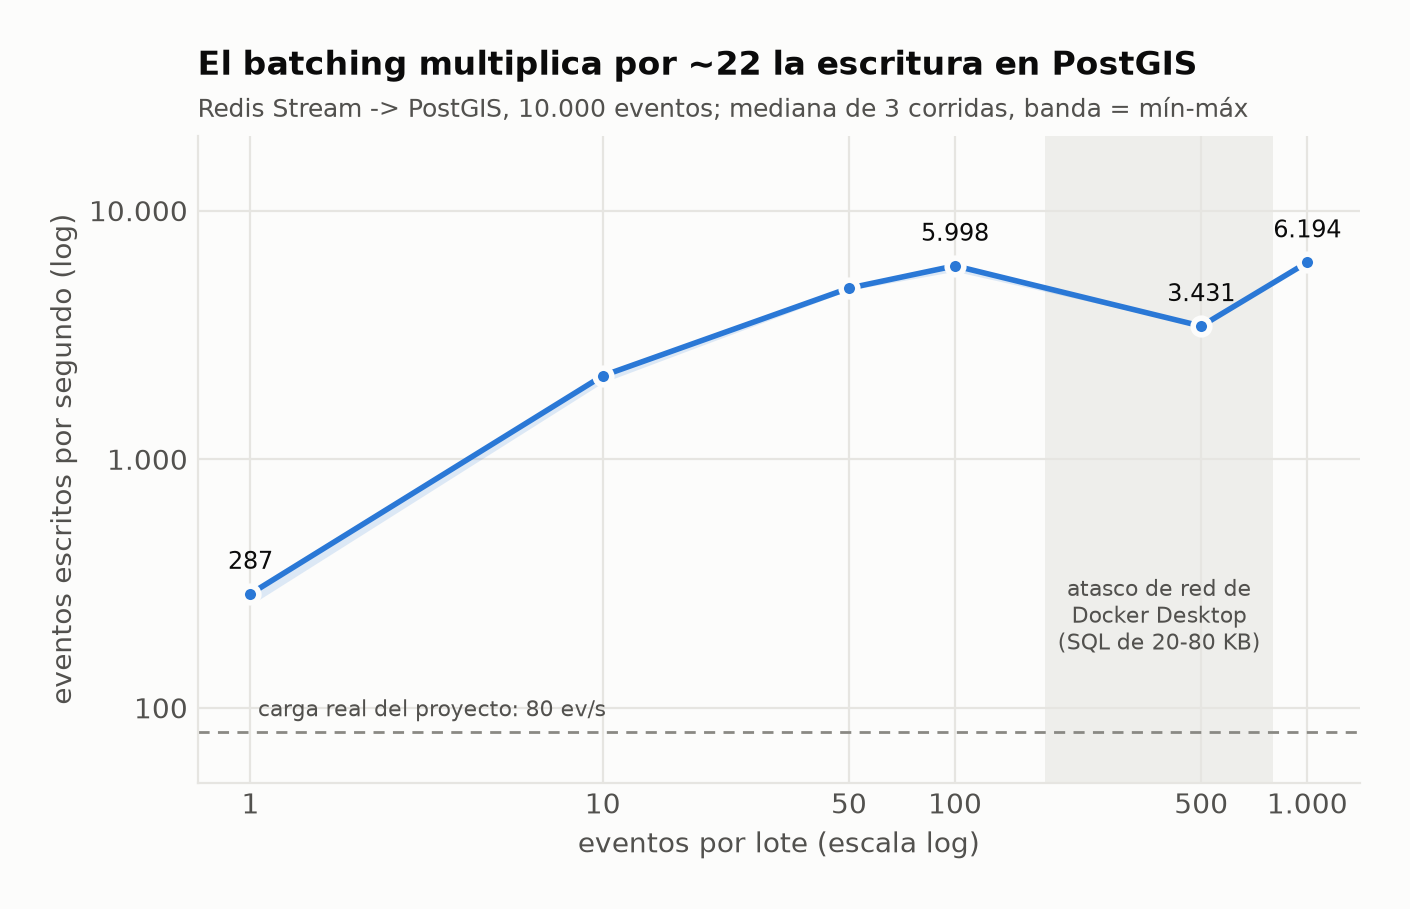 El batching multiplica por ~22 la escritura en PostGIS
Redis Stream -> PostGIS, 10.000 eventos; mediana de 3 corridas, banda = mín-máx
eventos escritos por segundo (log)
10.000
1.000
100
287
5.998
3.431
6.194
atasco de red de
Docker Desktop
(SQL de 20-80 KB)
carga real del proyecto: 80 ev/s
1
10
50
100
500
1.000
eventos por lote (escala log)